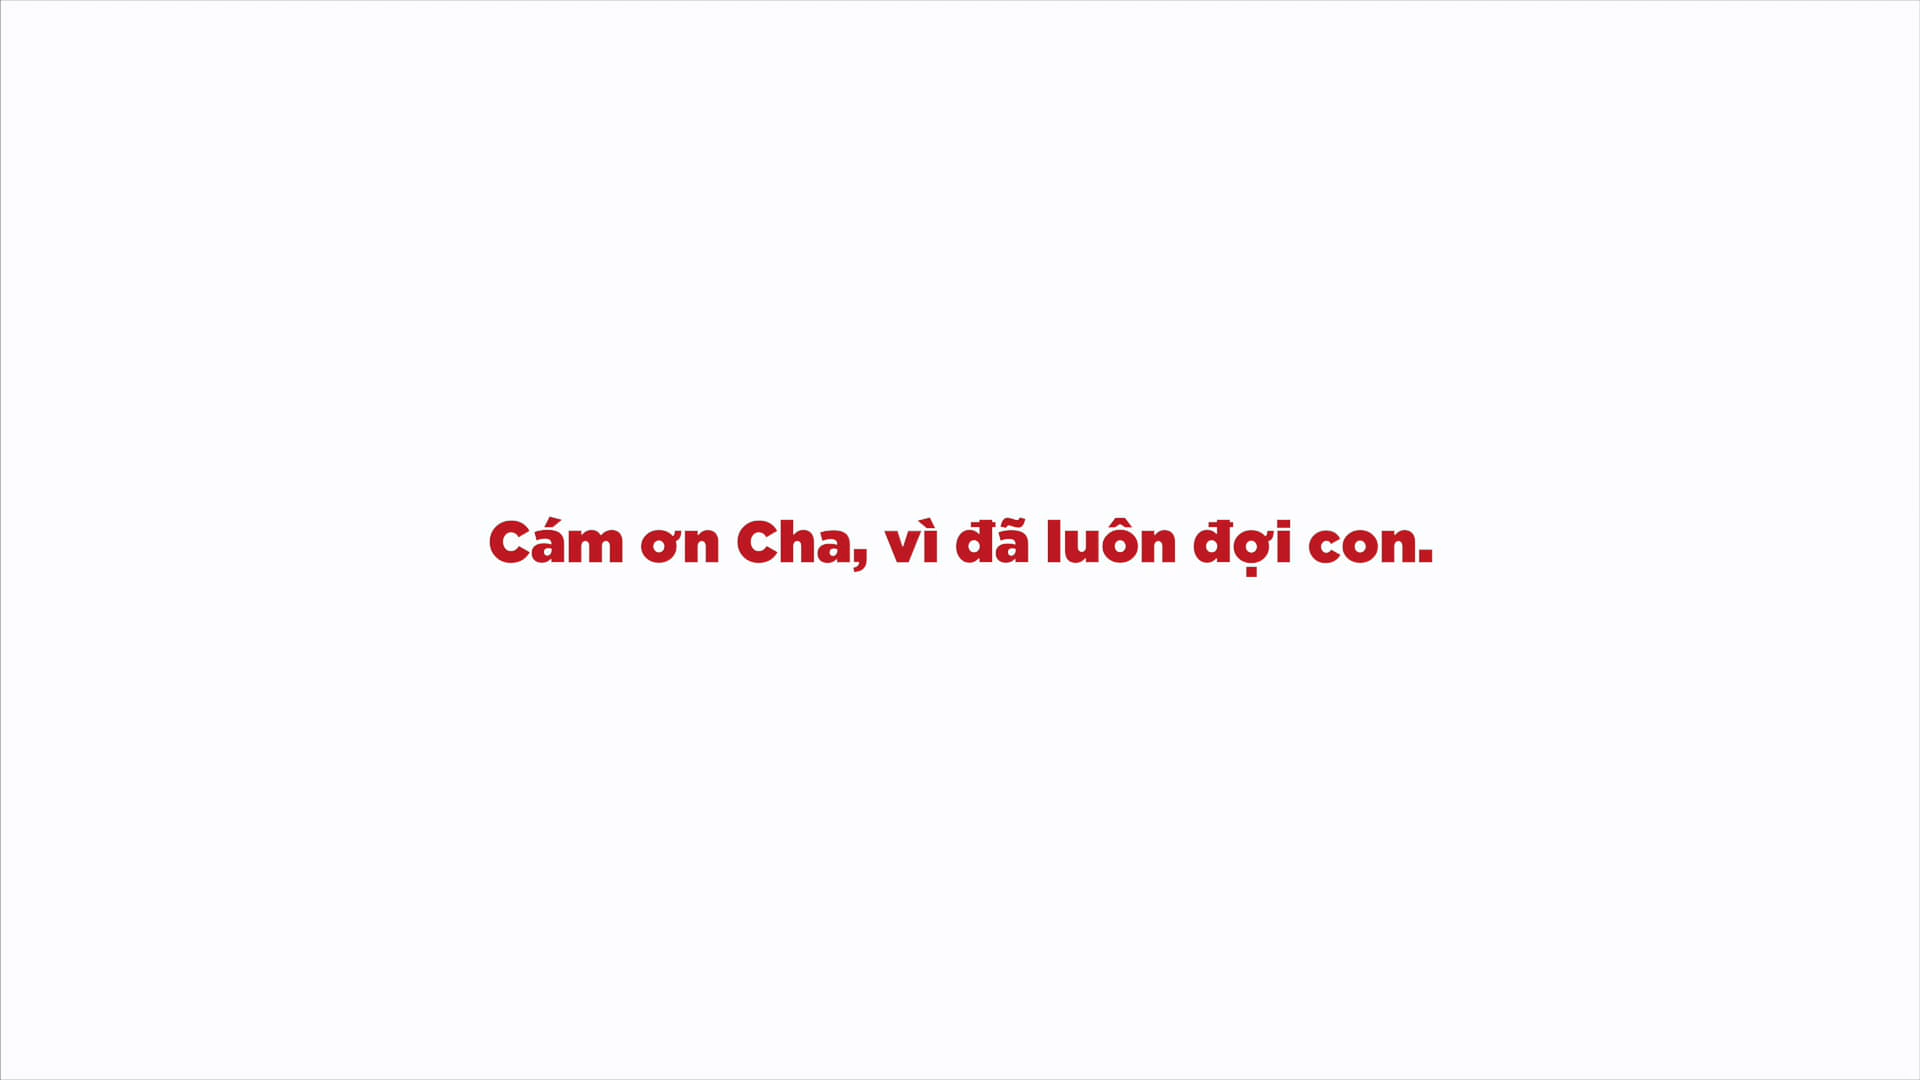 Cám ơn Cha, vì đã luôn đợi con.